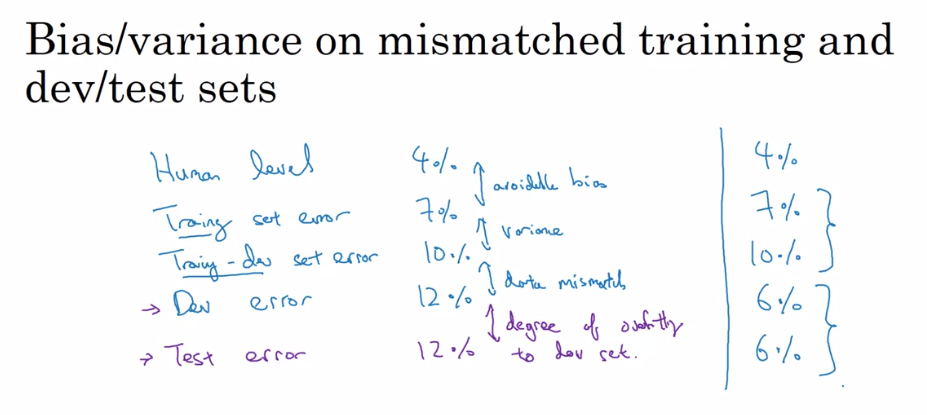 Bias/variance on mismatched training and
dev/test sets
Human level 4% 4%
avoidable bias
Training set error 7% 7%
variance
Training-dev set error 10% 10%
data mismatch
→ Dev error 12% 6%
degree of overfitting
→ Test error 12% to dev set. 6%